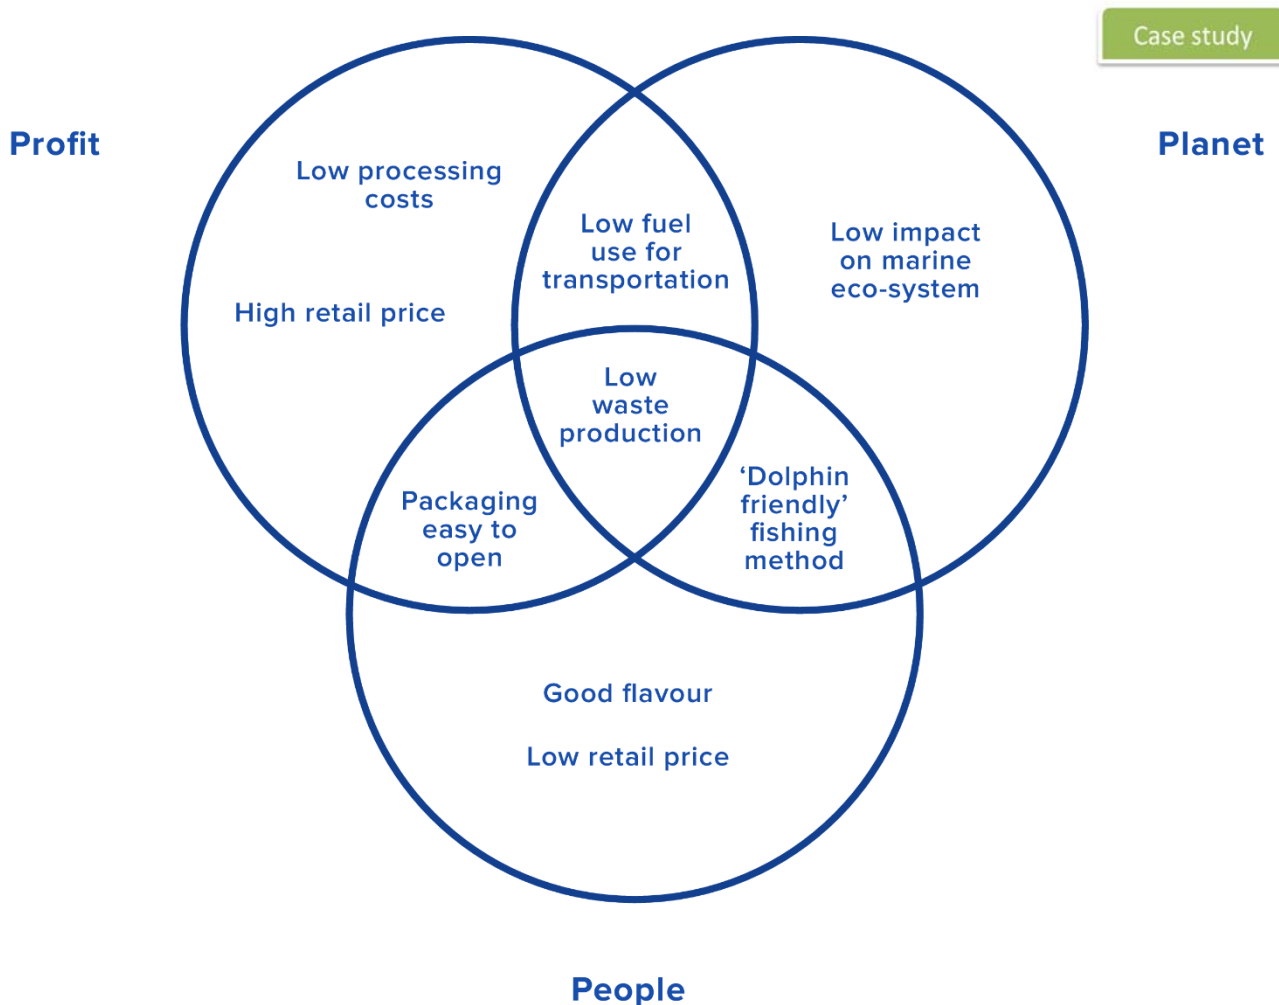 Case study
Profit
Planet
Low processing
costs
High retail price
Low fuel
use for
transportation
Low impact
on marine
eco-system
Low
waste
production
Packaging
easy to
open
‘Dolphin
friendly’
fishing
method
Good flavour
Low retail price
People